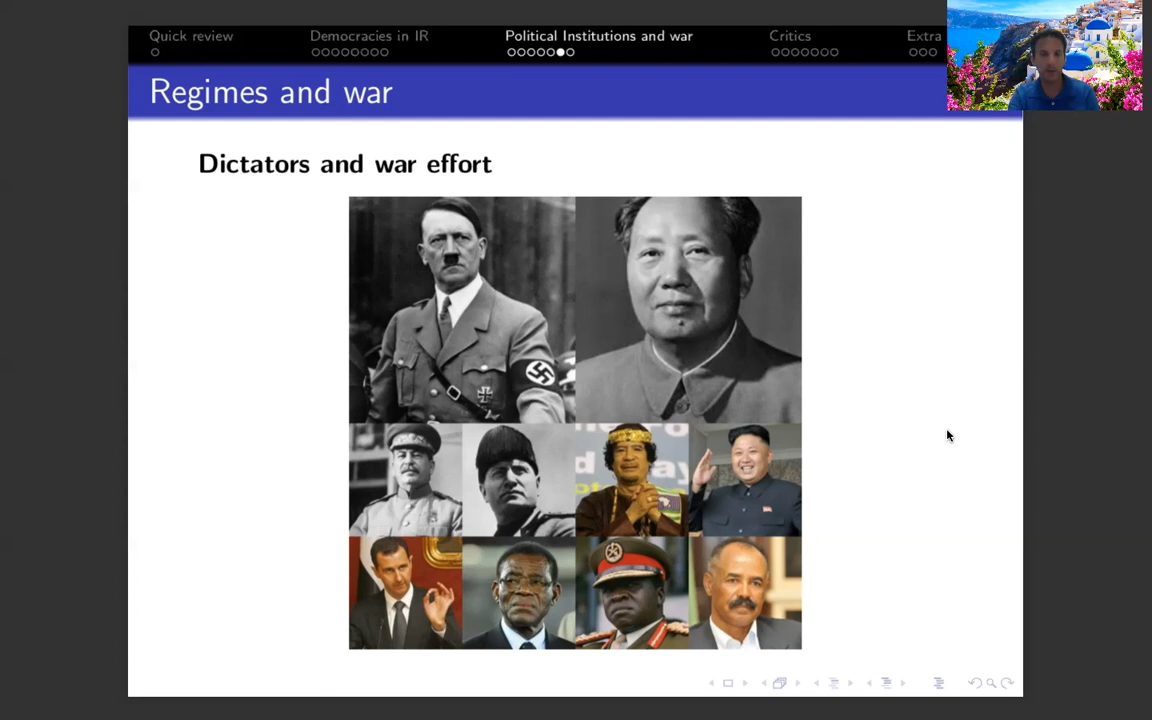 Quick review
Democracies in IR
Political Institutions and war
Critics
Extra
Regimes and war
Dictators and war effort